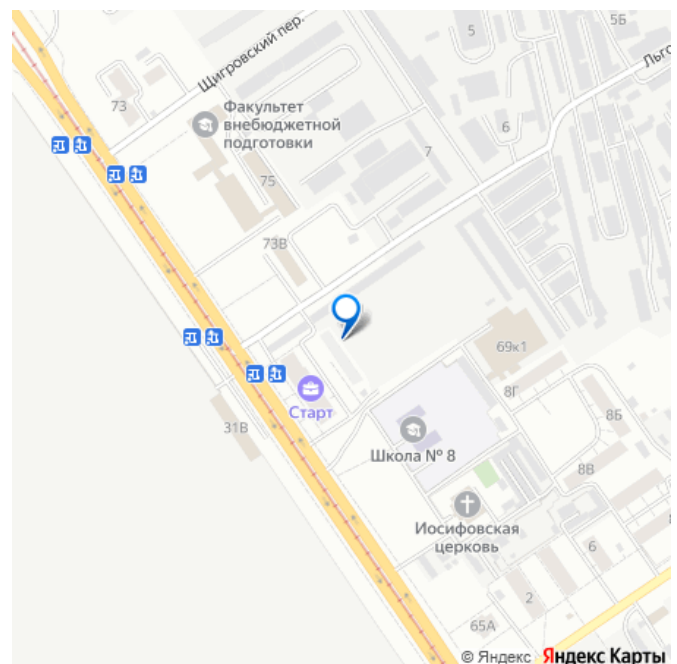 5
5Б
Щигровский пер.
Льго
73
Факультет
внебюджетной
подготовки
6
7
75
73В
69к1
Старт
8Г
8Б
31В
Школа № 8
8В
Иосифовская
церковь
6
2
65А
© Яндекс Яндекс Карты